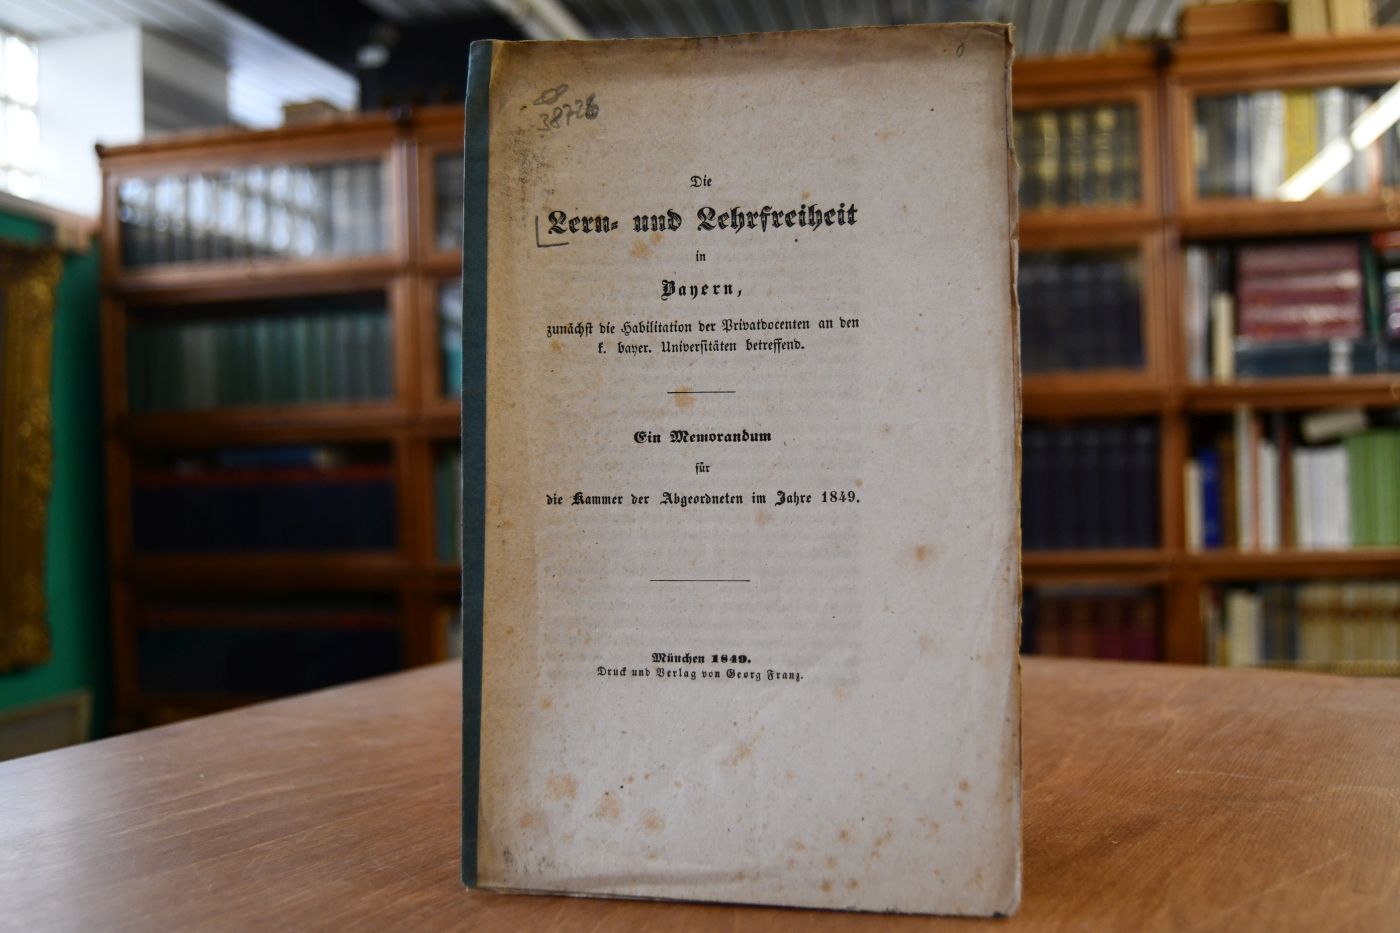 38726
Die
Lern- und Lehrfreiheit
in
Bayern,
zunächst die Habilitation der Privatdocenten an den
k. bayer. Universitäten betreffend.
Ein Memorandum
für
die Kammer der Abgeordneten im Jahre 1849.
München 1849.
Druck und Verlag von Georg Franz.